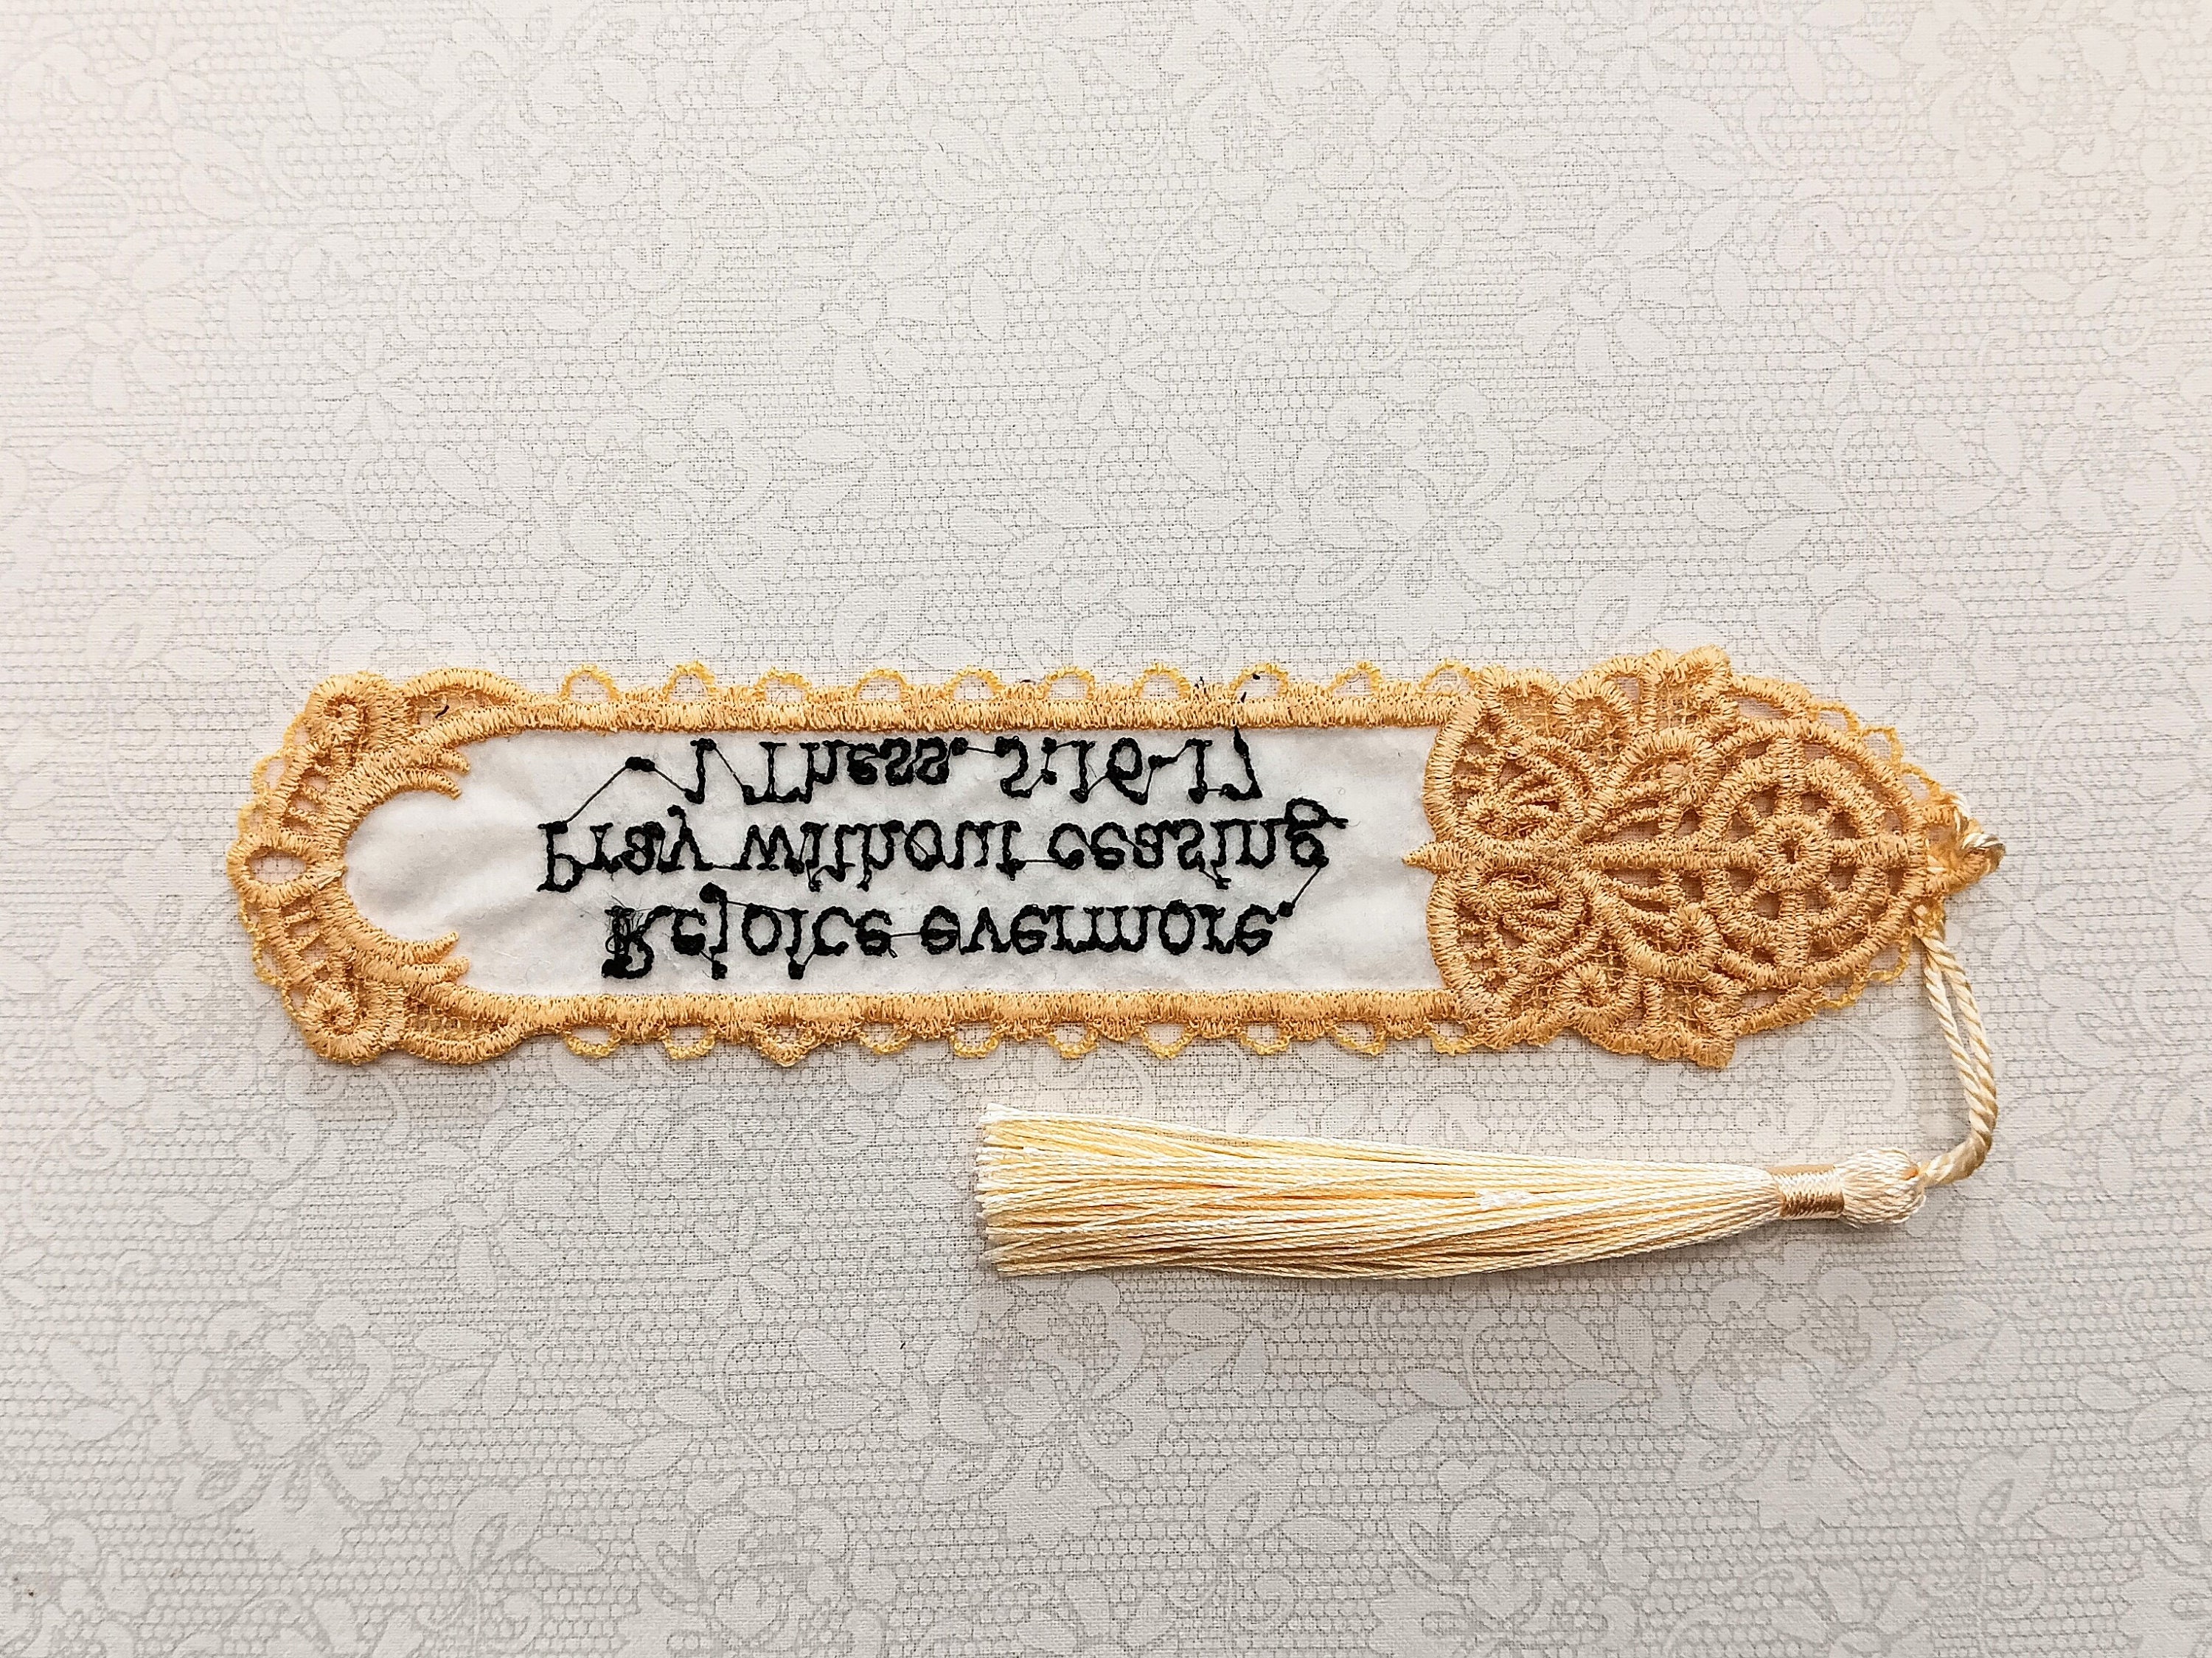 Rejoice evermore.
Pray without ceasing
- 1 Thess. 5:16-17